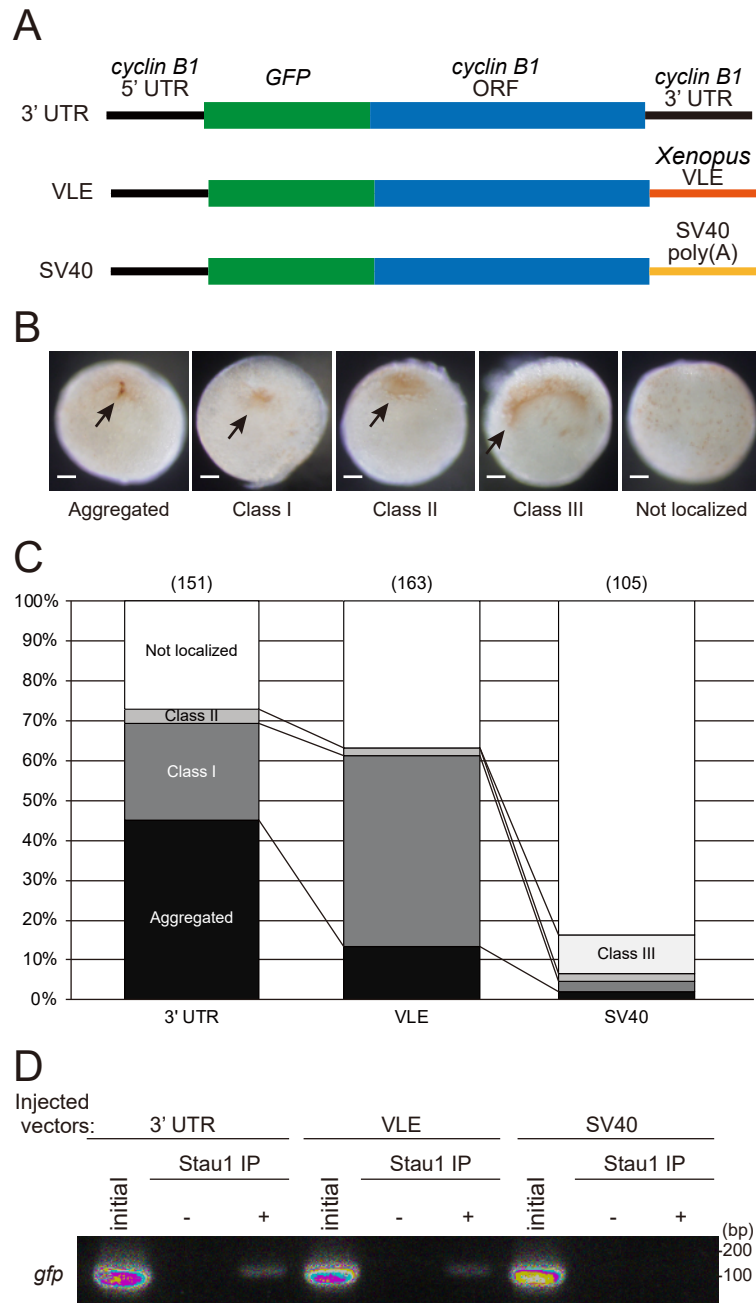 A
cyclin B1
5' UTR
GFP
cyclin B1
ORF
cyclin B1
3' UTR
3' UTR
Xenopus
VLE
VLE
SV40
poly(A)
SV40
B
Aggregated Class I Class II Class III Not localized
C
(151) (163) (105)
100%
90%
80%
70%
60%
50%
40%
30%
20%
10%
0%
Not localized
Class II
Class I
Aggregated
Class III
3' UTR VLE SV40
D
Injected
vectors:
3' UTR VLE SV40
initial Stau1 IP initial Stau1 IP initial Stau1 IP
- + - + - +
(bp)
-200
gfp
-100